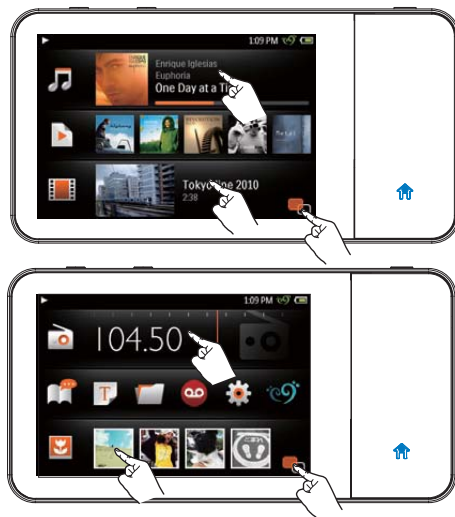 1:09 PM
Enrique Iglesias
Euphoria
One Day at a Ti
Tokyo line 2010
2:38
1:09 PM
104.50
T